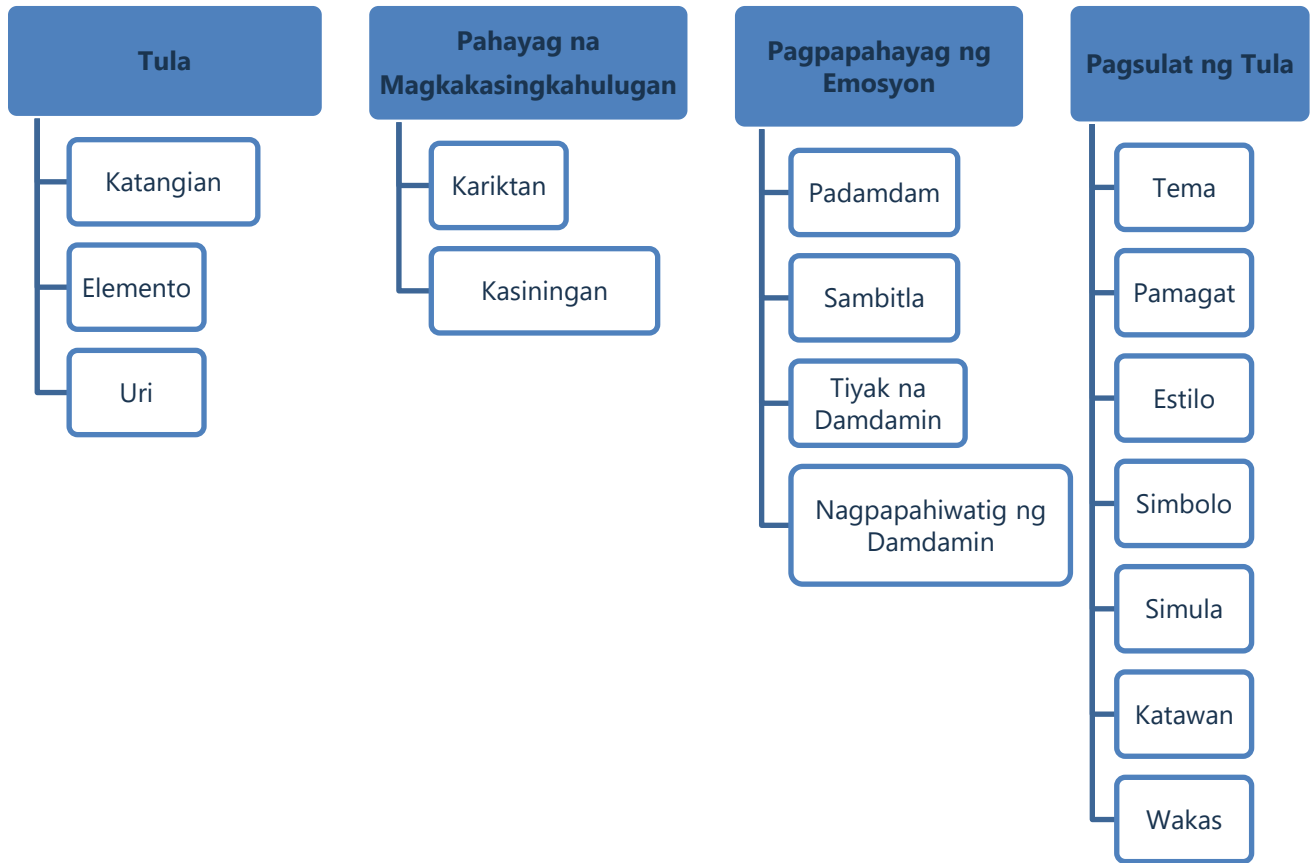 Tula
Katangian
Elemento
Uri
Pahayag na
Magkakasingkahulugan
Kariktan
Kasiningan
Pagpapahayag ng
Emosyon
Padamdam
Sambitla
Tiyak na
Damdamin
Nagpapahiwatig ng
Damdamin
Pagsulat ng Tula
Tema
Pamagat
Estilo
Simbolo
Simula
Katawan
Wakas